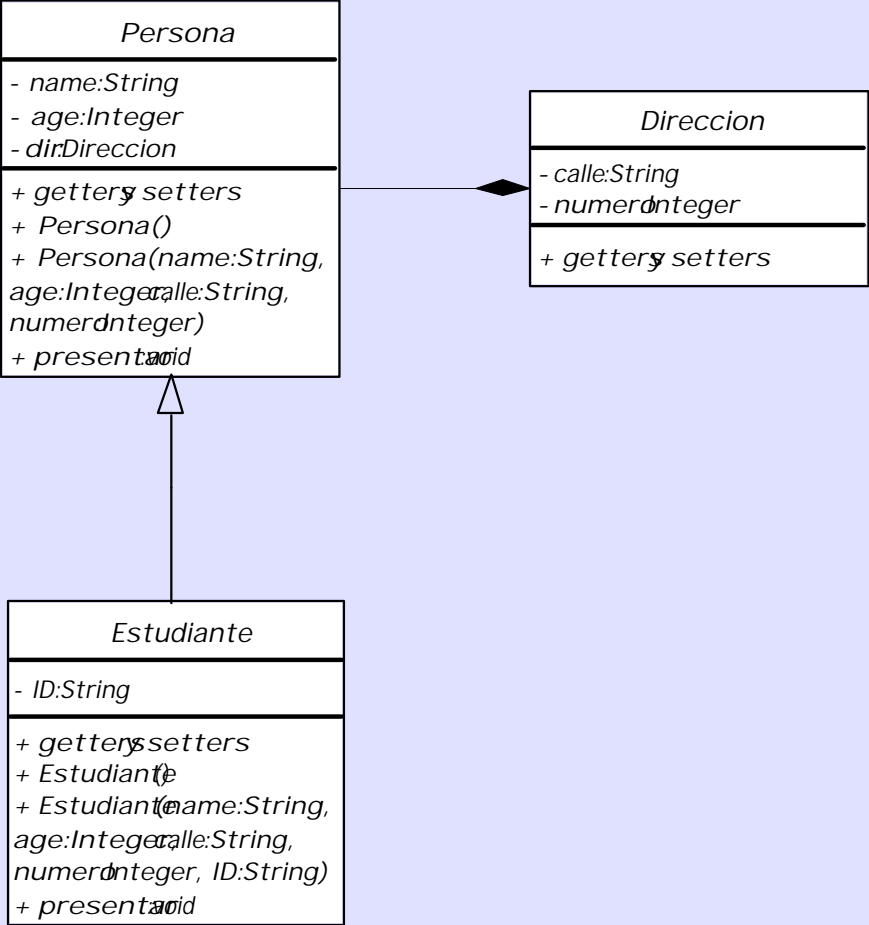 Persona
- name:String
- age:Integer
- dir:Direccion
+ getters y setters
+ Persona()
+ Persona(name:String,
age:Integer, calle:String,
numero:Integer)
+ presentar:void
Direccion
- calle:String
- numero:Integer
+ getters y setters
Estudiante
- ID:String
+ getters y setters
+ Estudiante()
+ Estudiante(name:String,
age:Integer, calle:String,
numero:Integer, ID:String)
+ presentar:void